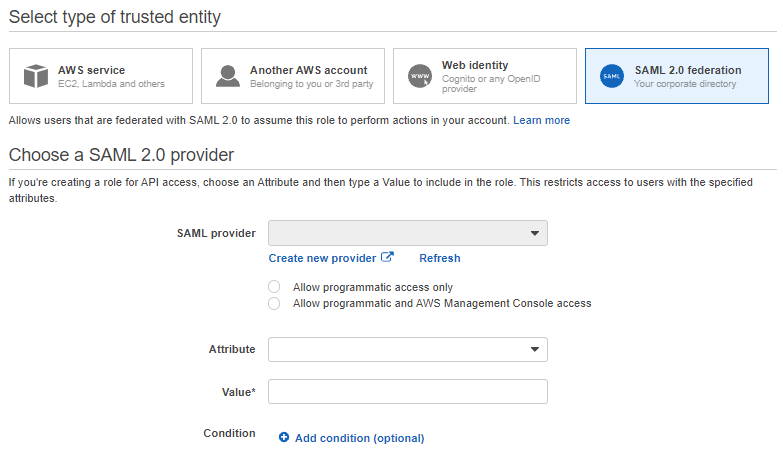 Select type of trusted entity
AWS service
EC2, Lambda and others
Another AWS account
Belonging to you or 3rd party
www
Web identity
Cognito or any OpenID
provider
SAML
SAML 2.0 federation
Your corporate directory
Allows users that are federated with SAML 2.0 to assume this role to perform actions in your account. Learn more
Choose a SAML 2.0 provider
If you're creating a role for API access, choose an Attribute and then type a Value to include in the role. This restricts access to users with the specified
attributes.
SAML provider
Create new provider Refresh
Allow programmatic access only
Allow programmatic and AWS Management Console access
Attribute
Value*
Condition Add condition (optional)